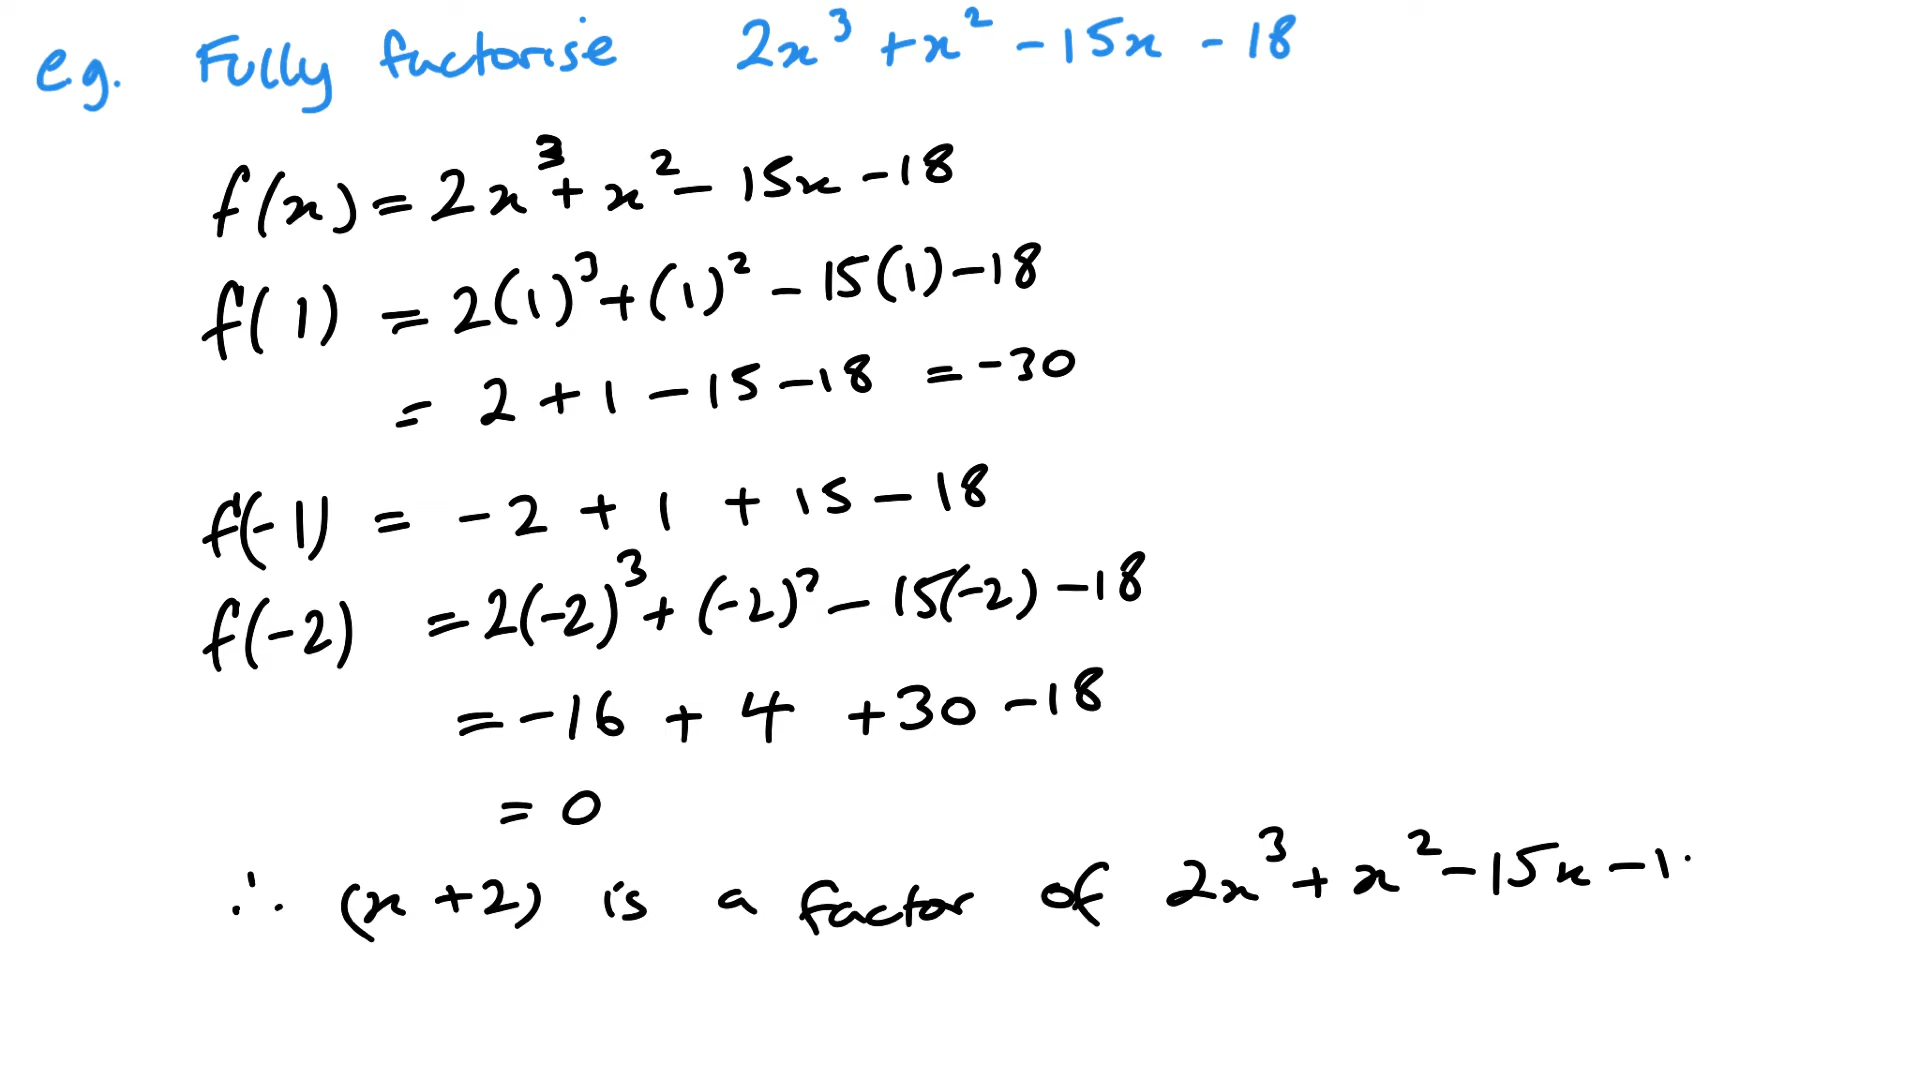 e.g. Fully factorise 2x³ + x² - 15x - 18
f(x) = 2x³ + x² - 15x - 18
f(1) = 2(1)³ + (1)² - 15(1) - 18
= 2 + 1 - 15 - 18 = -30
f(-1) = -2 + 1 + 15 - 18
f(-2) = 2(-2)³ + (-2)² - 15(-2) - 18
= -16 + 4 + 30 - 18
= 0
∴ (x + 2) is a factor of 2x³ + x² - 15x - 1